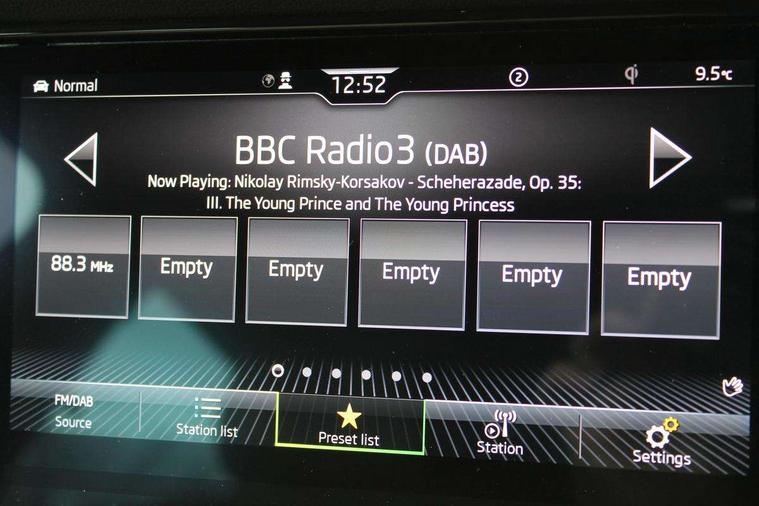 Normal
12:52
2
9.5°C
BBC Radio3 (DAB)
Now Playing: Nikolay Rimsky-Korsakov - Scheherazade, Op. 35:
III. The Young Prince and The Young Princess
88.3 MHz
Empty
Empty
Empty
Empty
Empty
FM/DAB
Source
Station list
Preset list
Station
Settings